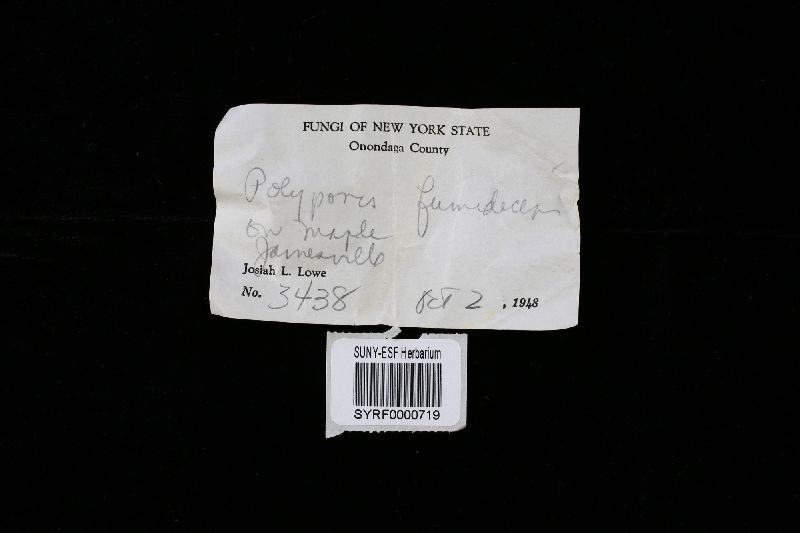 FUNGI OF NEW YORK STATE
Onondaga County
Polyporus fumidiceps
on maple
Jamesville
Josiah L. Lowe
No. 3438 Oct 2, 1948
SUNY-ESF Herbarium
SYRF0000719